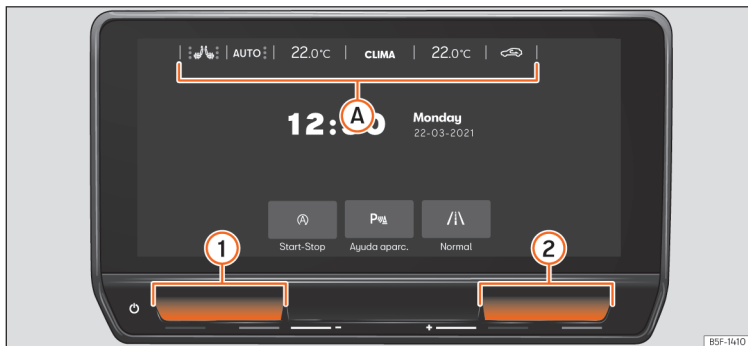 AUTO 22.0°C CLIMA 22.0°C
A
Monday
22-03-2021
P
Start-Stop Ayuda aparc. Normal
1 2
- +
B5F-1410